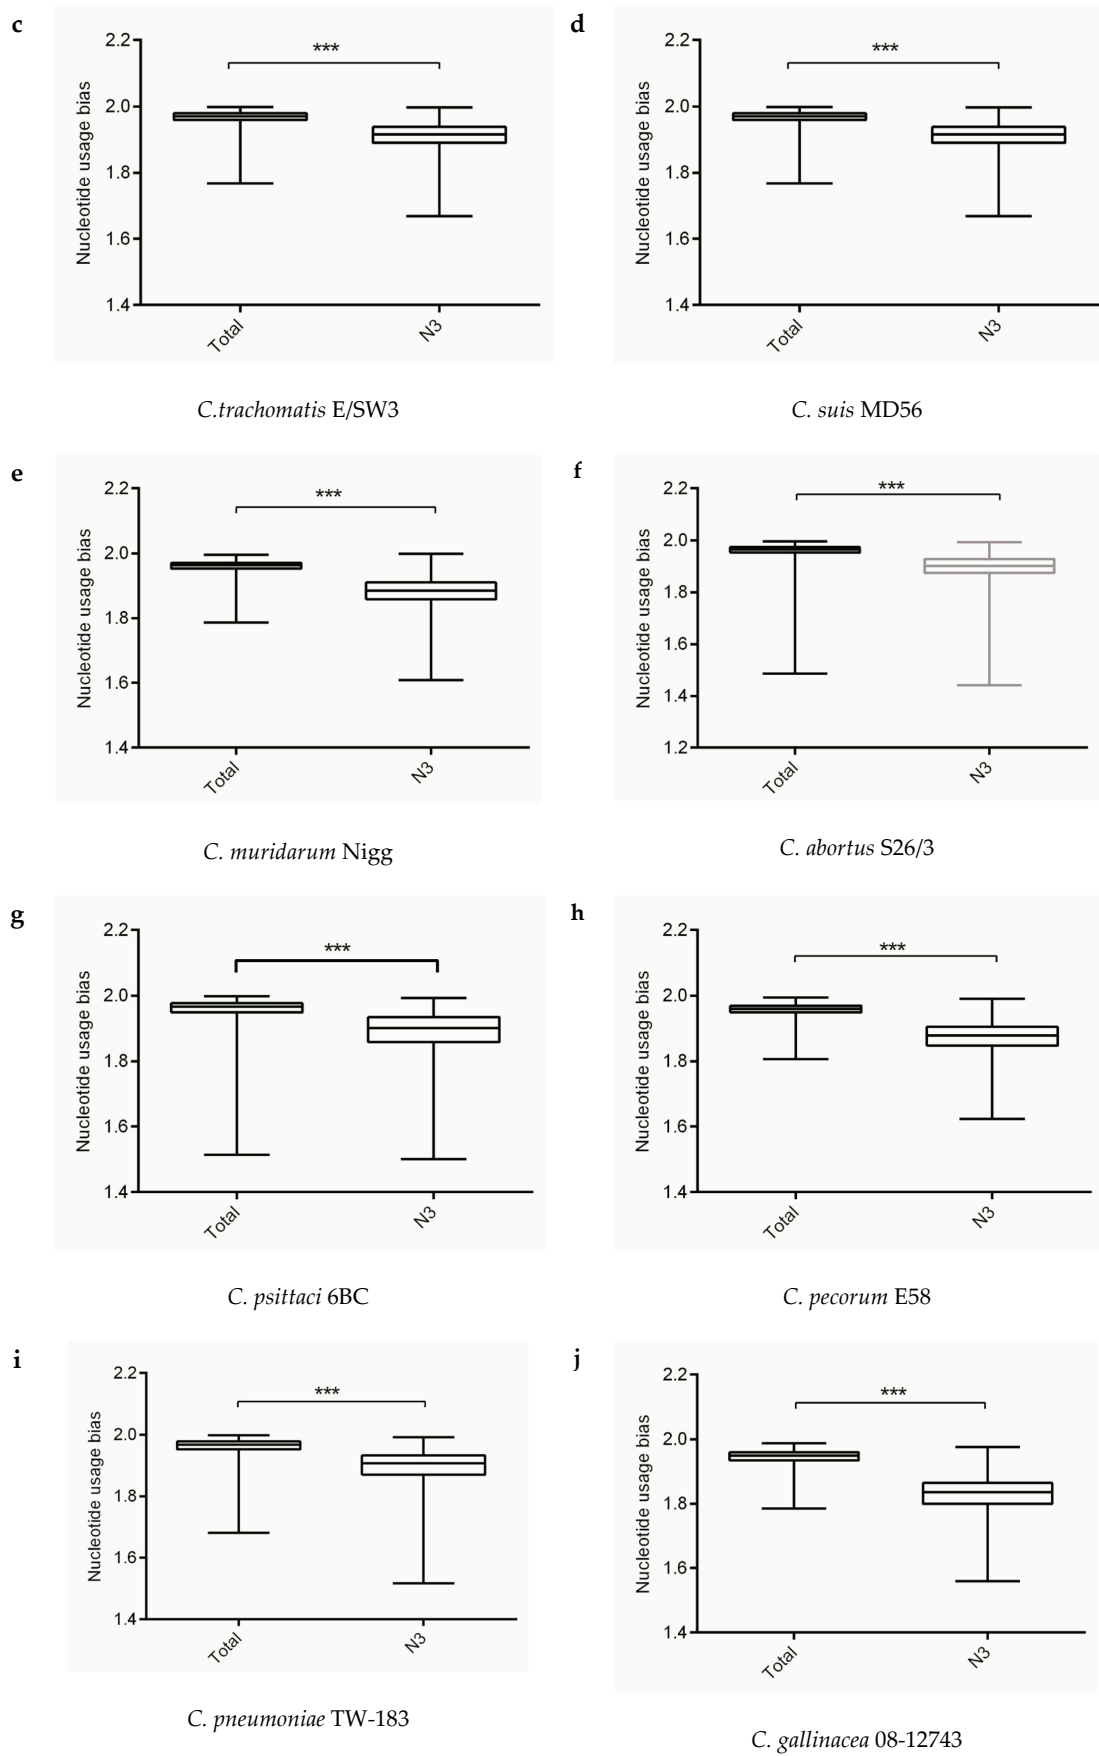 c
2.2
2.0
1.8
1.6
1.4
Nucleotide usage bias
***
Total
N3
C.trachomatis E/SW3
d
2.2
2.0
1.8
1.6
1.4
Nucleotide usage bias
***
Total
N3
C. suis MD56
e
2.2
2.0
1.8
1.6
1.4
Nucleotide usage bias
***
Total
N3
C. muridarum Nigg
f
2.2
2.0
1.8
1.6
1.4
1.2
Nucleotide usage bias
***
Total
N3
C. abortus S26/3
g
2.2
2.0
1.8
1.6
1.4
Nucleotide usage bias
***
Total
N3
C. psittaci 6BC
h
2.2
2.0
1.8
1.6
1.4
Nucleotide usage bias
***
Total
N3
C. pecorum E58
i
2.2
2.0
1.8
1.6
1.4
Nucleotide usage bias
***
Total
N3
C. pneumoniae TW-183
j
2.2
2.0
1.8
1.6
1.4
Nucleotide usage bias
***
Total
N3
C. gallinacea 08-12743